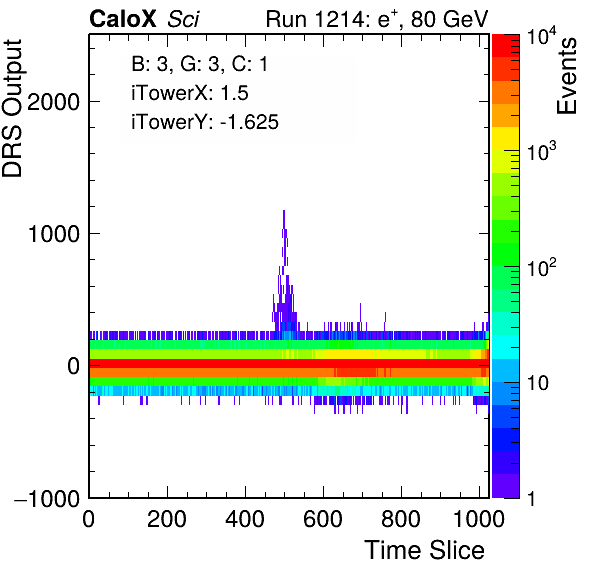 CaloX Sci Run 1214: e⁺, 80 GeV
B: 3, G: 3, C: 1
iTowerX: 1.5
iTowerY: -1.625
DRS Output
2000
1000
0
−1000
0 200 400 600 800 1000
Time Slice
Events
10⁴
10³
10²
10
1